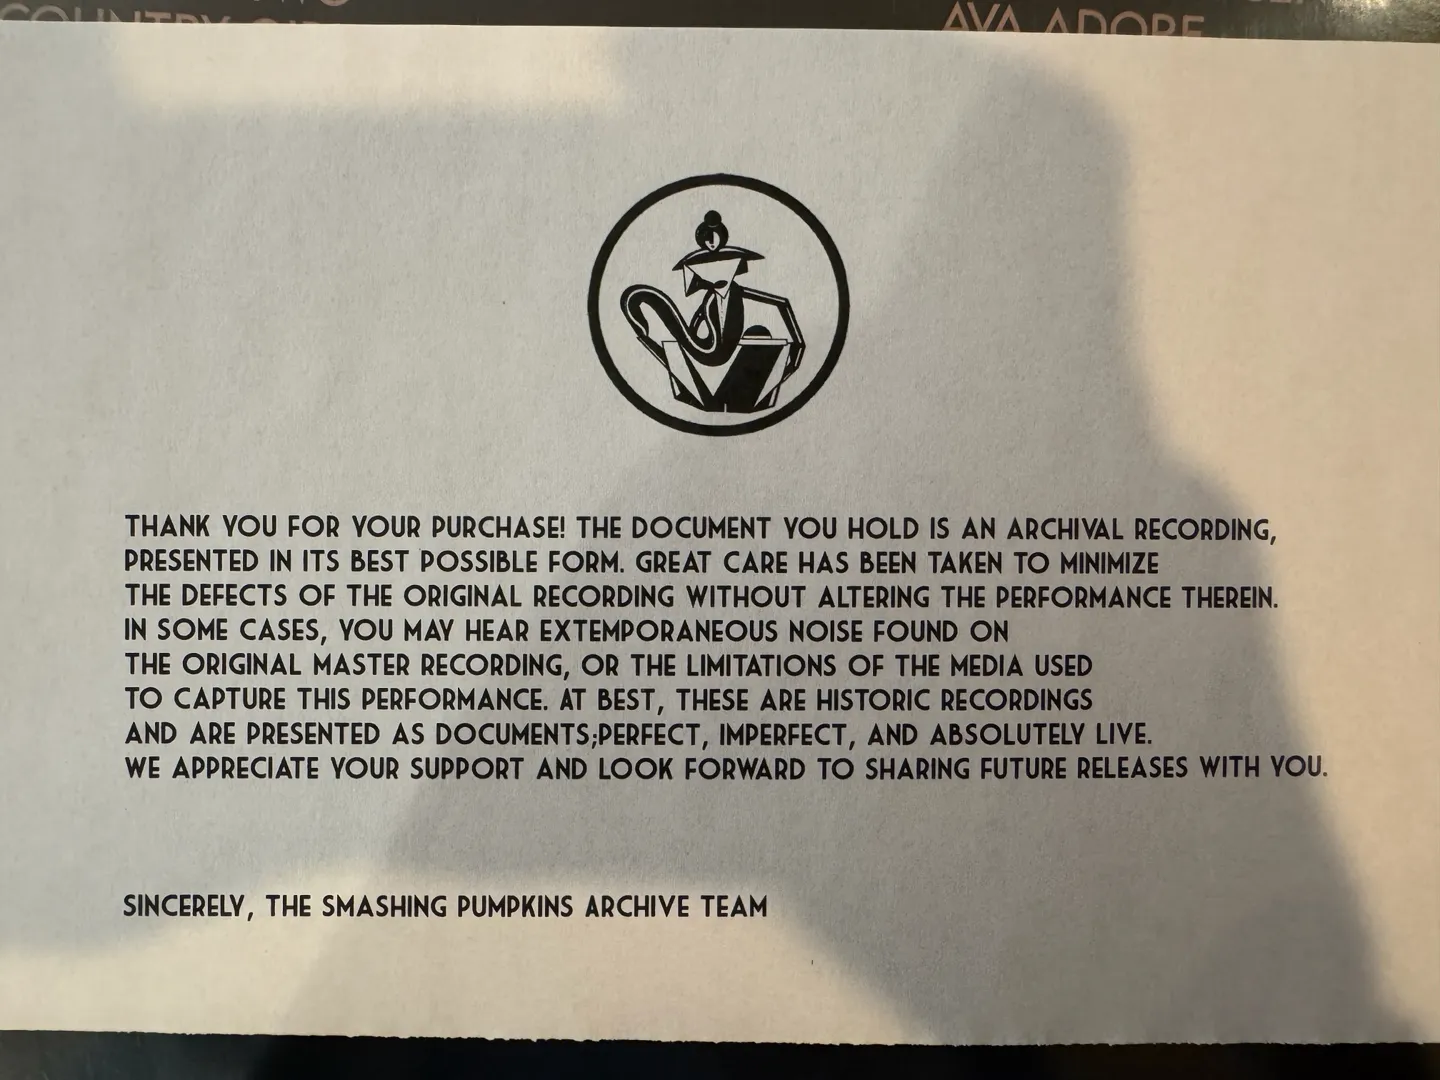 AVA ADORE
THANK YOU FOR YOUR PURCHASE! THE DOCUMENT YOU HOLD IS AN ARCHIVAL RECORDING,
PRESENTED IN ITS BEST POSSIBLE FORM. GREAT CARE HAS BEEN TAKEN TO MINIMIZE
THE DEFECTS OF THE ORIGINAL RECORDING WITHOUT ALTERING THE PERFORMANCE THEREIN.
IN SOME CASES, YOU MAY HEAR EXTEMPORANEOUS NOISE FOUND ON
THE ORIGINAL MASTER RECORDING, OR THE LIMITATIONS OF THE MEDIA USED
TO CAPTURE THIS PERFORMANCE. AT BEST, THESE ARE HISTORIC RECORDINGS
AND ARE PRESENTED AS DOCUMENTS;PERFECT, IMPERFECT, AND ABSOLUTELY LIVE.
WE APPRECIATE YOUR SUPPORT AND LOOK FORWARD TO SHARING FUTURE RELEASES WITH YOU.
SINCERELY, THE SMASHING PUMPKINS ARCHIVE TEAM